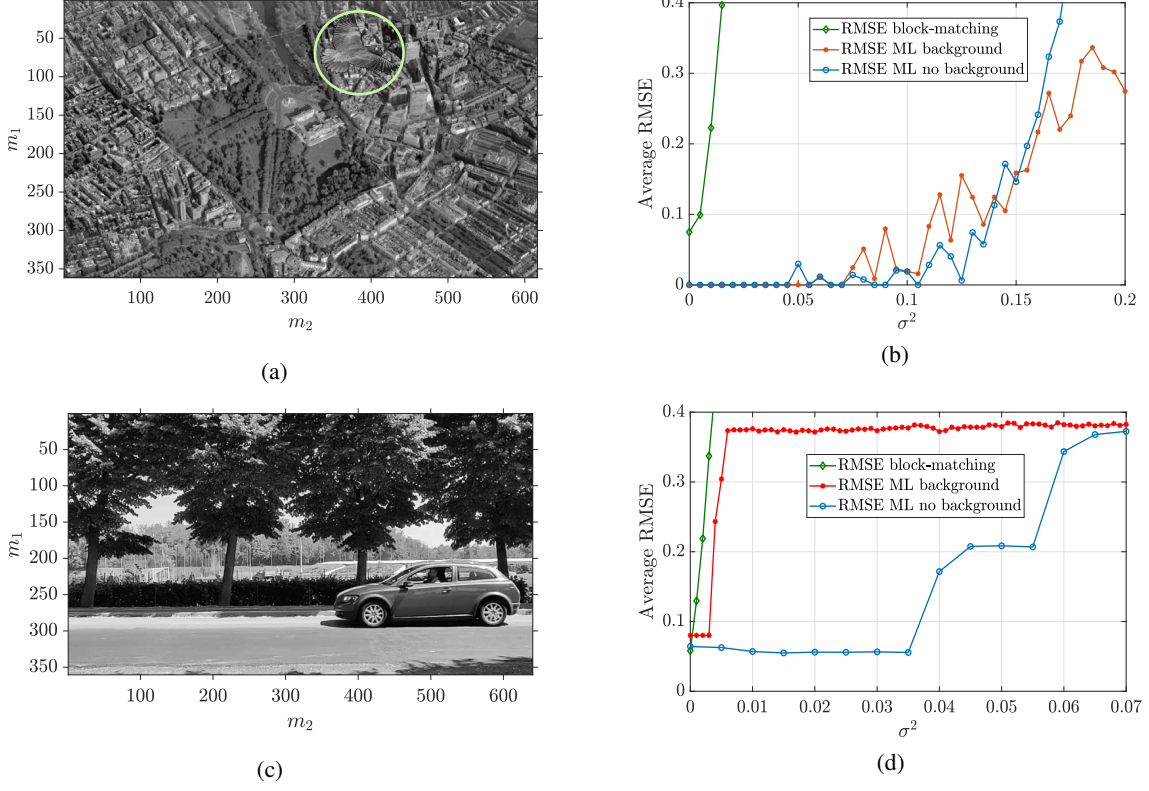 50
100
150
200
250
300
350
m1
100 200 300 400 500 600
m2
(a)
0.4
0.3
0.2
0.1
0
Average RMSE
RMSE block-matching
RMSE ML background
RMSE ML no background
0 0.05 0.1 0.15 0.2
σ²
(b)
50
100
150
200
250
300
350
m1
100 200 300 400 500 600
m2
(c)
0.4
0.3
0.2
0.1
0
Average RMSE
RMSE block-matching
RMSE ML background
RMSE ML no background
0 0.01 0.02 0.03 0.04 0.05 0.06 0.07
σ²
(d)